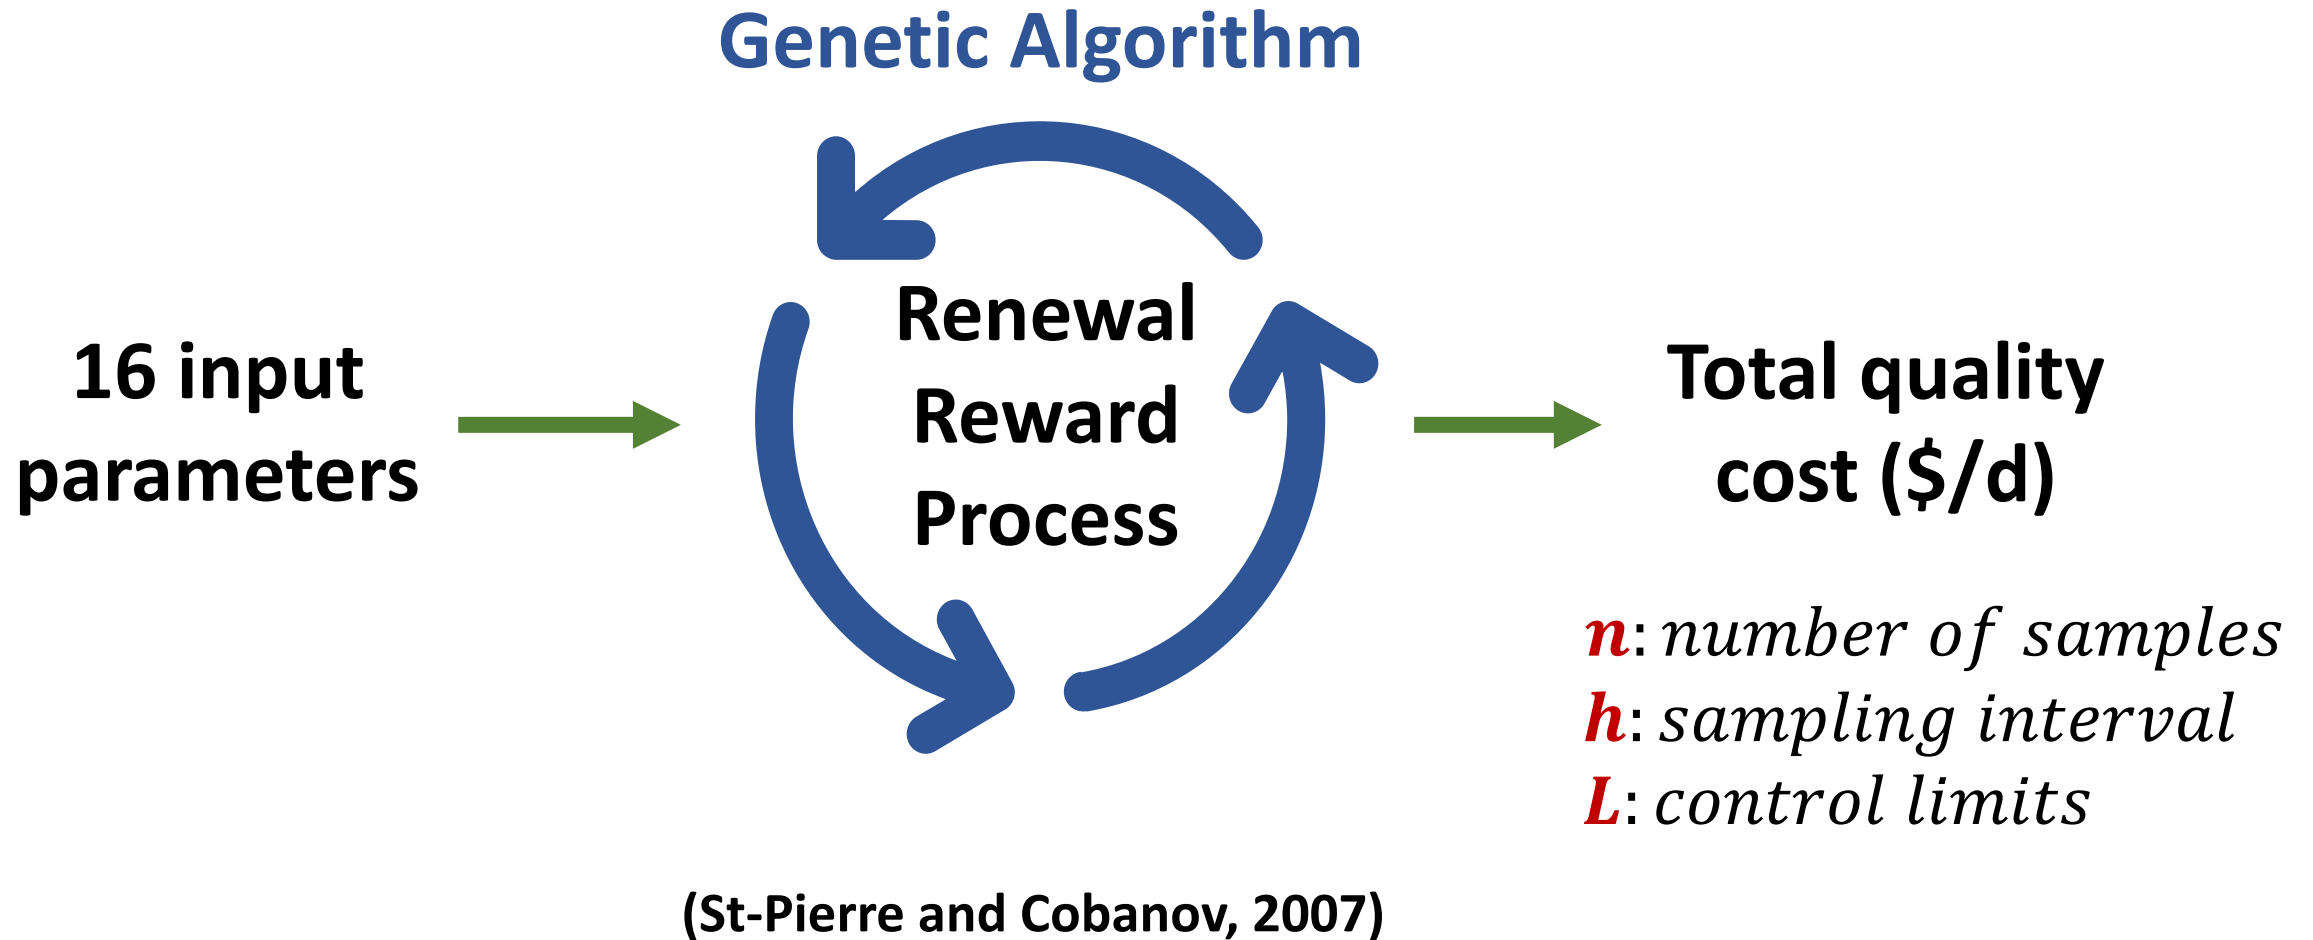 Genetic Algorithm
16 input
parameters
Renewal
Reward
Process
Total quality
cost ($/d)
n: number of samples
h: sampling interval
L: control limits
(St-Pierre and Cobanov, 2007)